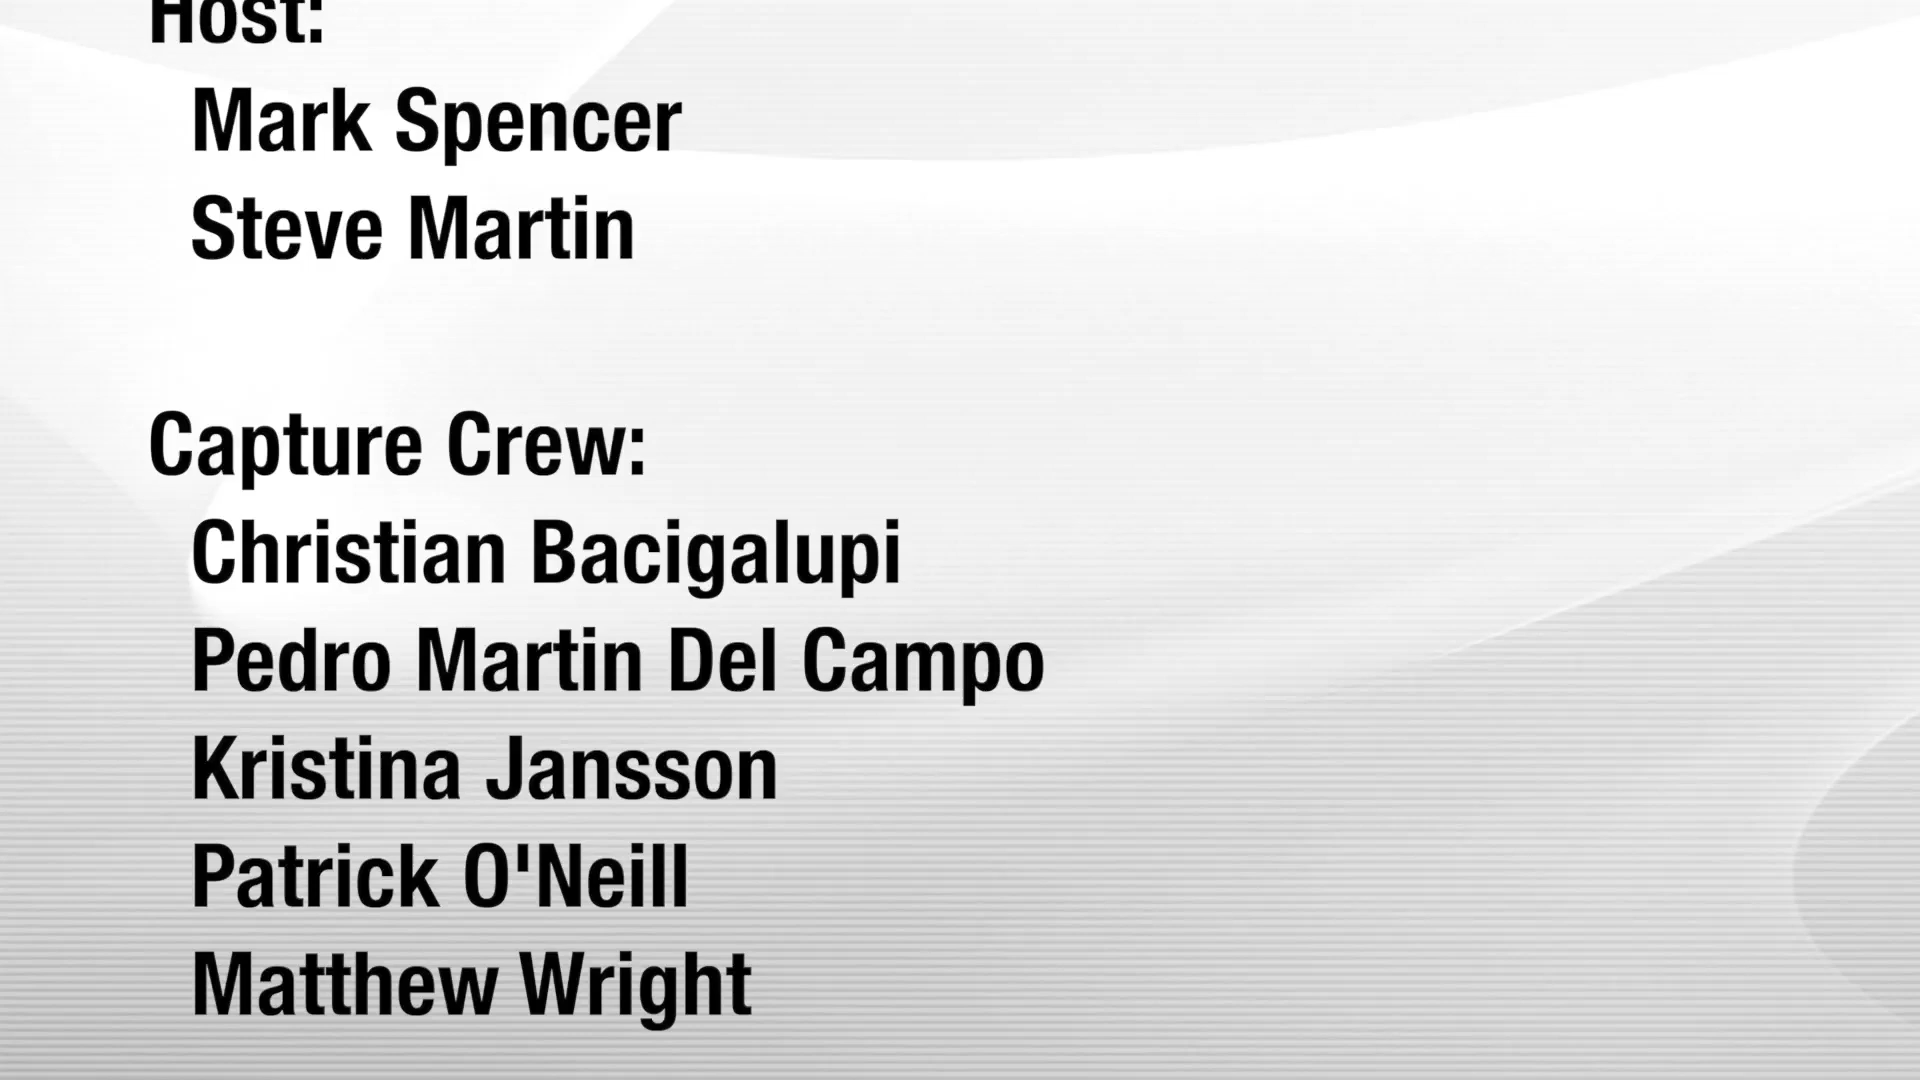 Host:
Mark Spencer
Steve Martin
Capture Crew:
Christian Bacigalupi
Pedro Martin Del Campo
Kristina Jansson
Patrick O'Neill
Matthew Wright